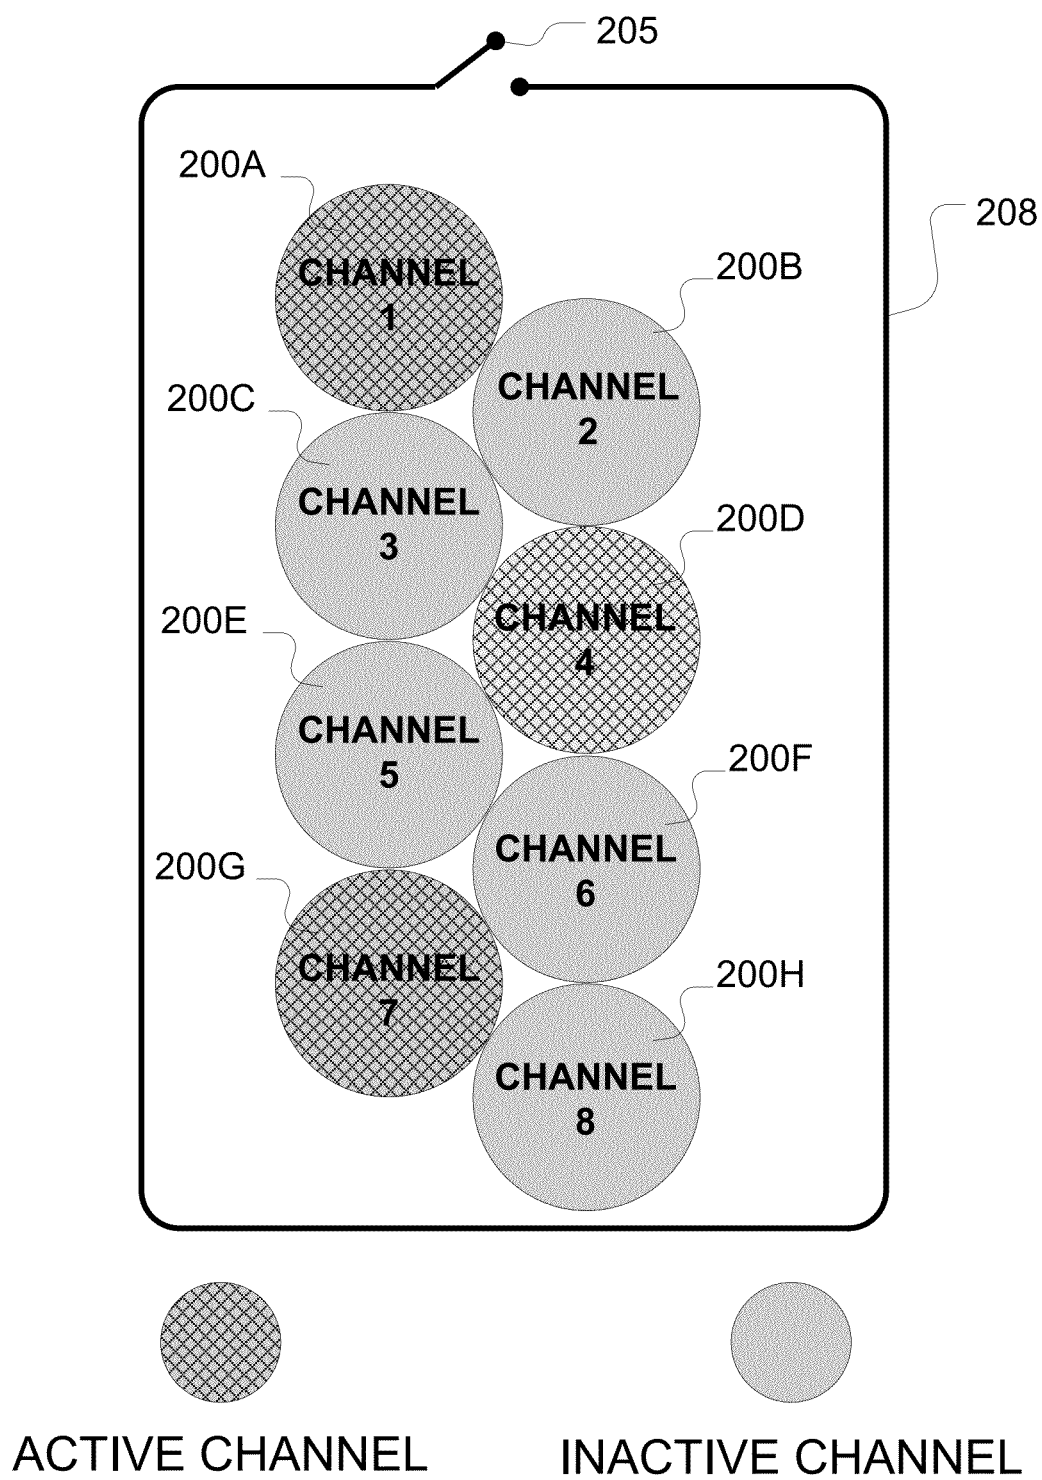 205
200A
208
CHANNEL
1
200B
CHANNEL
2
200C
CHANNEL
3
200D
CHANNEL
4
200E
CHANNEL
5
200F
CHANNEL
6
200G
CHANNEL
7
200H
CHANNEL
8
ACTIVE CHANNEL
INACTIVE CHANNEL